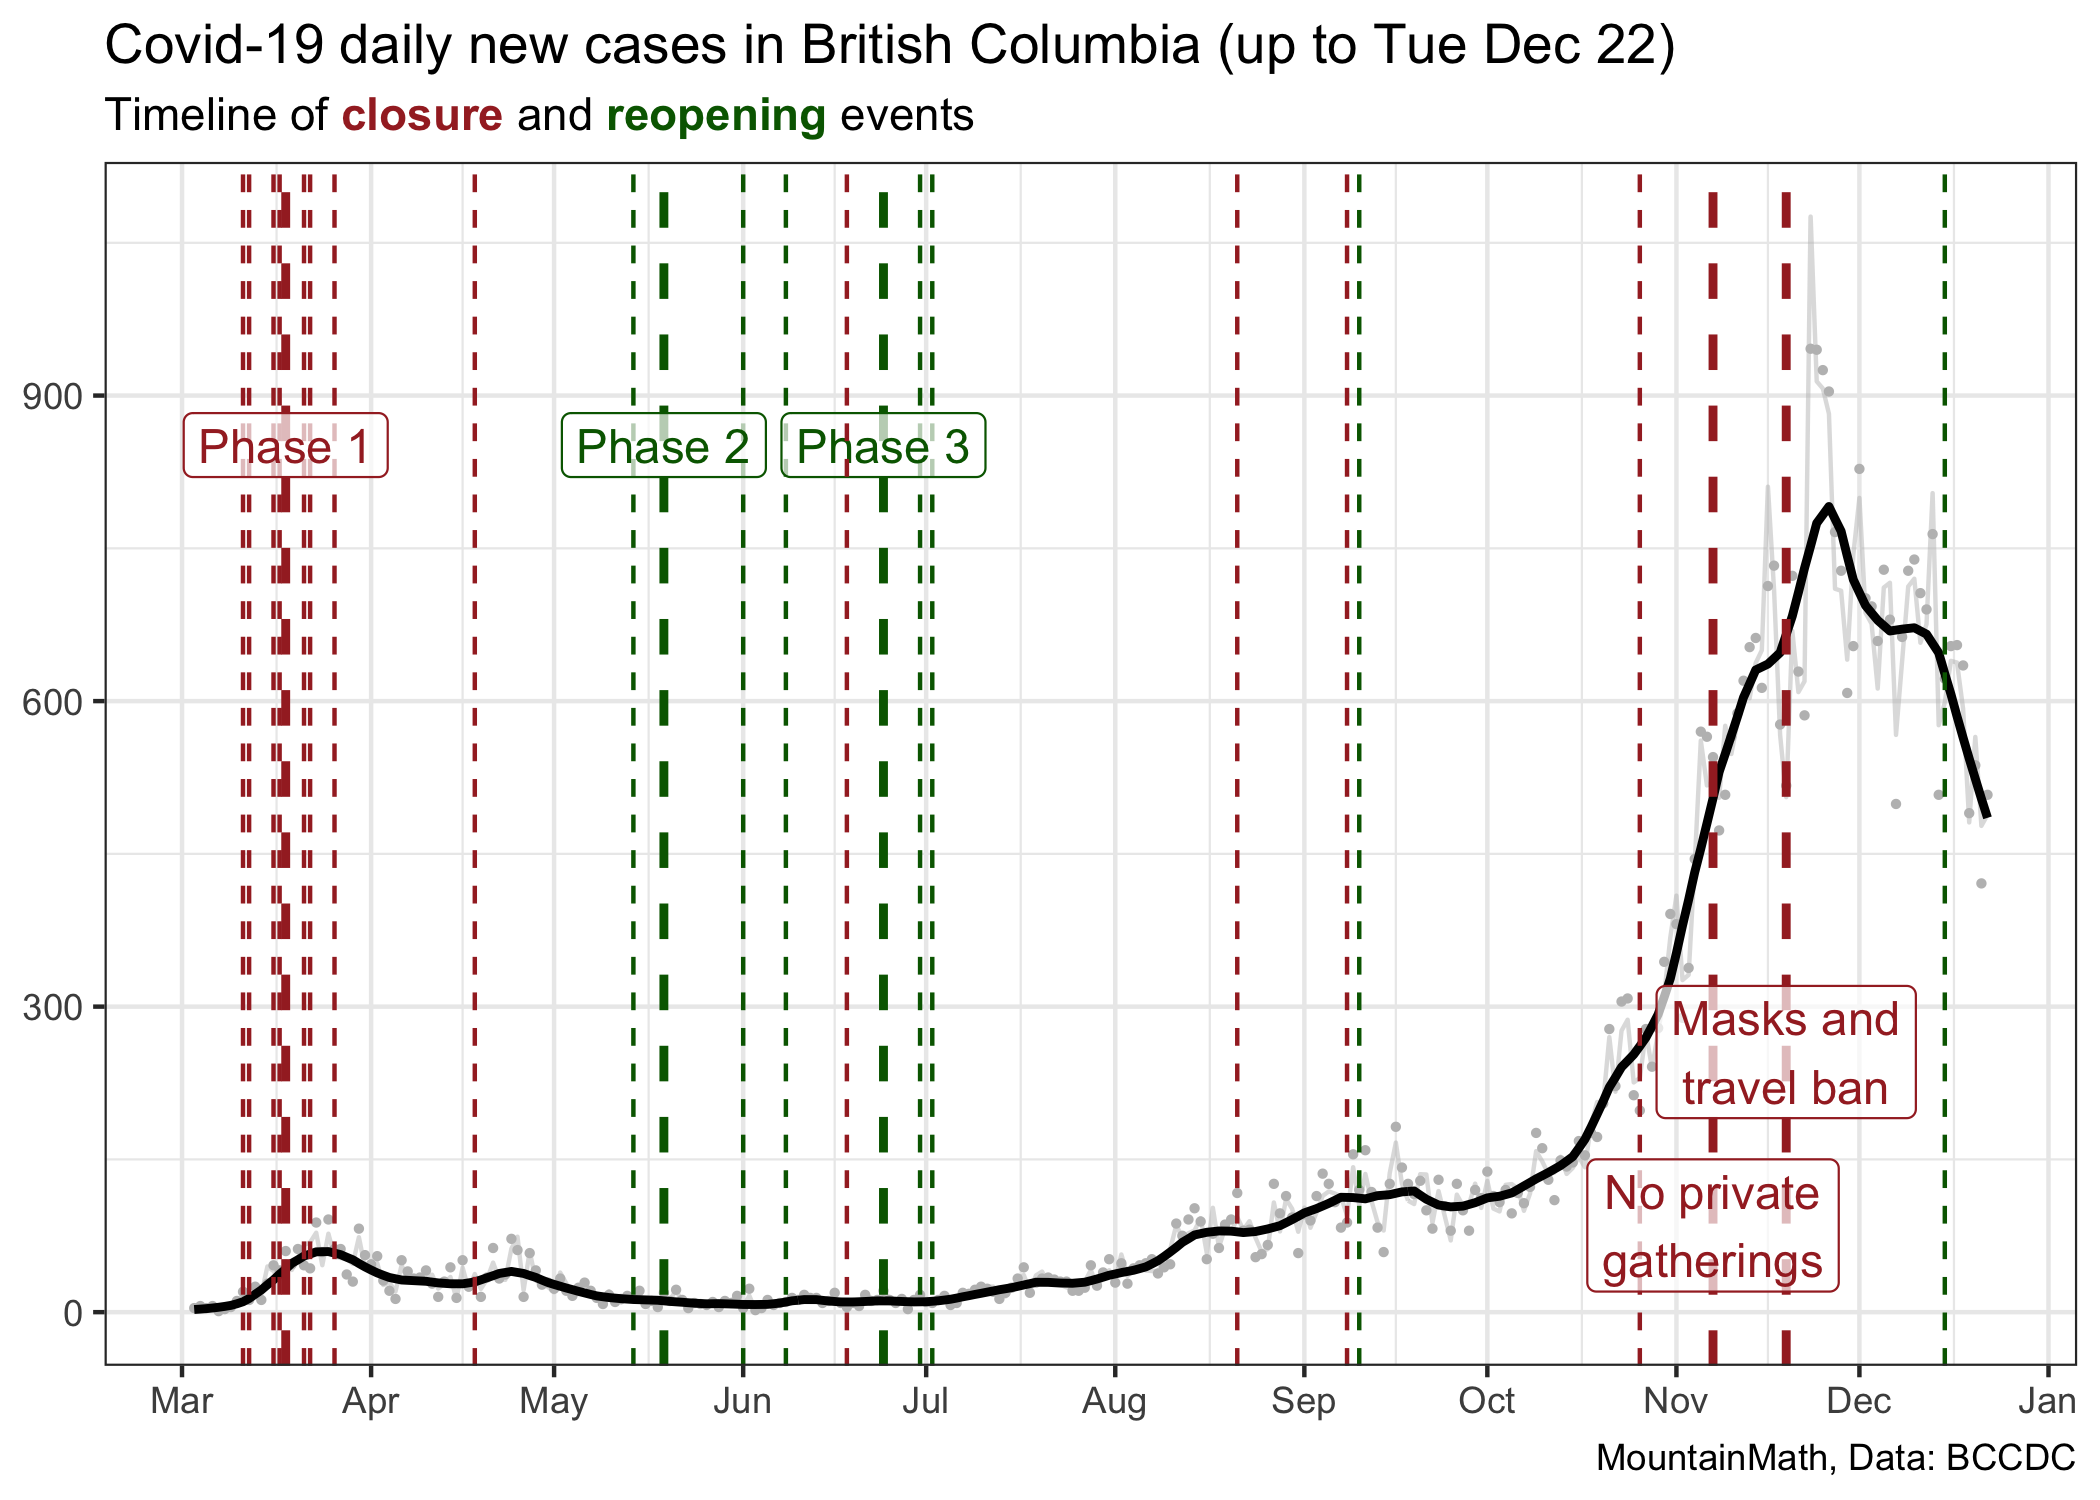 Covid-19 daily new cases in British Columbia (up to Tue Dec 22)
Timeline of closure and reopening events
900
600
300
0
Phase 1
Phase 2
Phase 3
Masks and
travel ban
No private
gatherings
Mar Apr May Jun Jul Aug Sep Oct Nov Dec Jan
MountainMath, Data: BCCDC